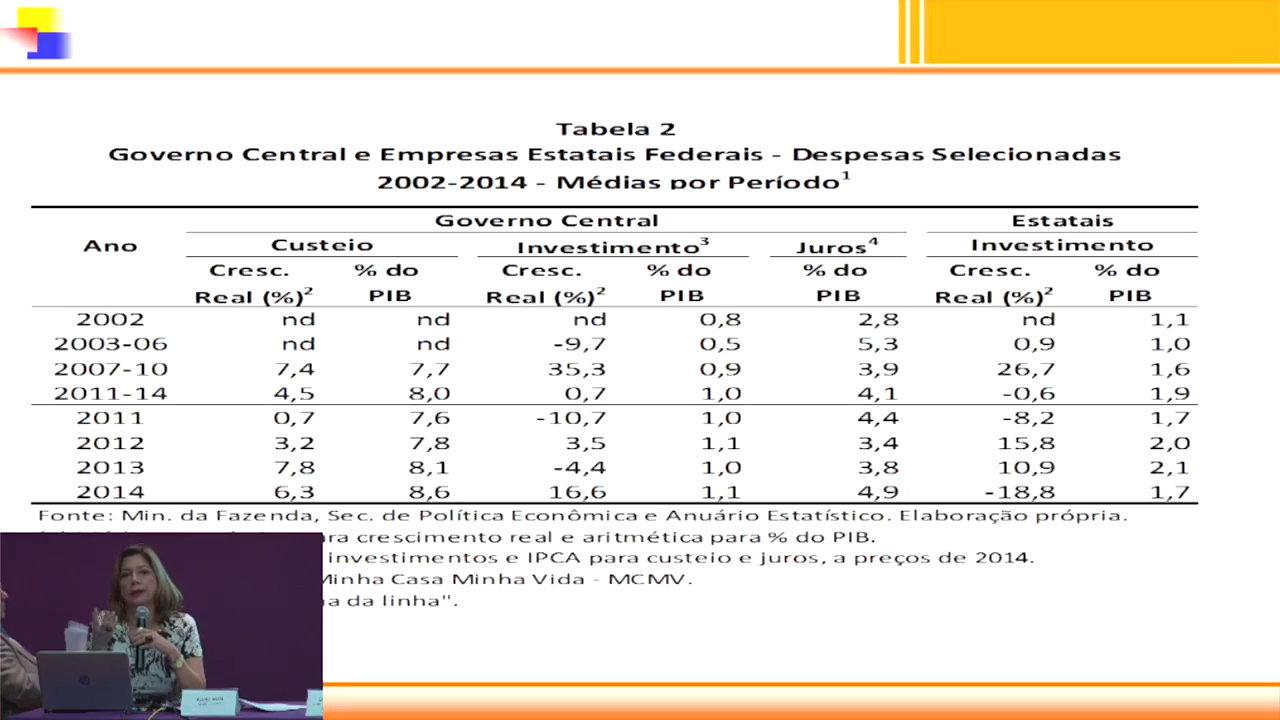 Tabela 2
Governo Central e Empresas Estatais Federais - Despesas Selecionadas
2002-2014 - Médias por Período¹
Governo Central Estatais
Ano Custeio Investimento³ Juros⁴ Investimento
Cresc. % do Cresc. % do % do Cresc. % do
Real (%)² PIB Real (%)² PIB PIB Real (%)² PIB
2002 nd nd nd 0,8 2,8 nd 1,1
2003-06 nd nd -9,7 0,5 5,3 0,9 1,0
2007-10 7,4 7,7 35,3 0,9 3,9 26,7 1,6
2011-14 4,5 8,0 0,7 1,0 4,1 -0,6 1,9
2011 0,7 7,6 -10,7 1,0 4,4 -8,2 1,7
2012 3,2 7,8 3,5 1,1 3,4 15,8 2,0
2013 7,8 8,1 -4,4 1,0 3,8 10,9 2,1
2014 6,3 8,6 16,6 1,1 4,9 -18,8 1,7
Fonte: Min. da Fazenda, Sec. de Política Econômica e Anuário Estatístico. Elaboração própria.
crescimento real e aritmética para % do PIB.
investimentos e IPCA para custeio e juros, a preços de 2014.
Minha Casa Minha Vida - MCMV.
da linha".